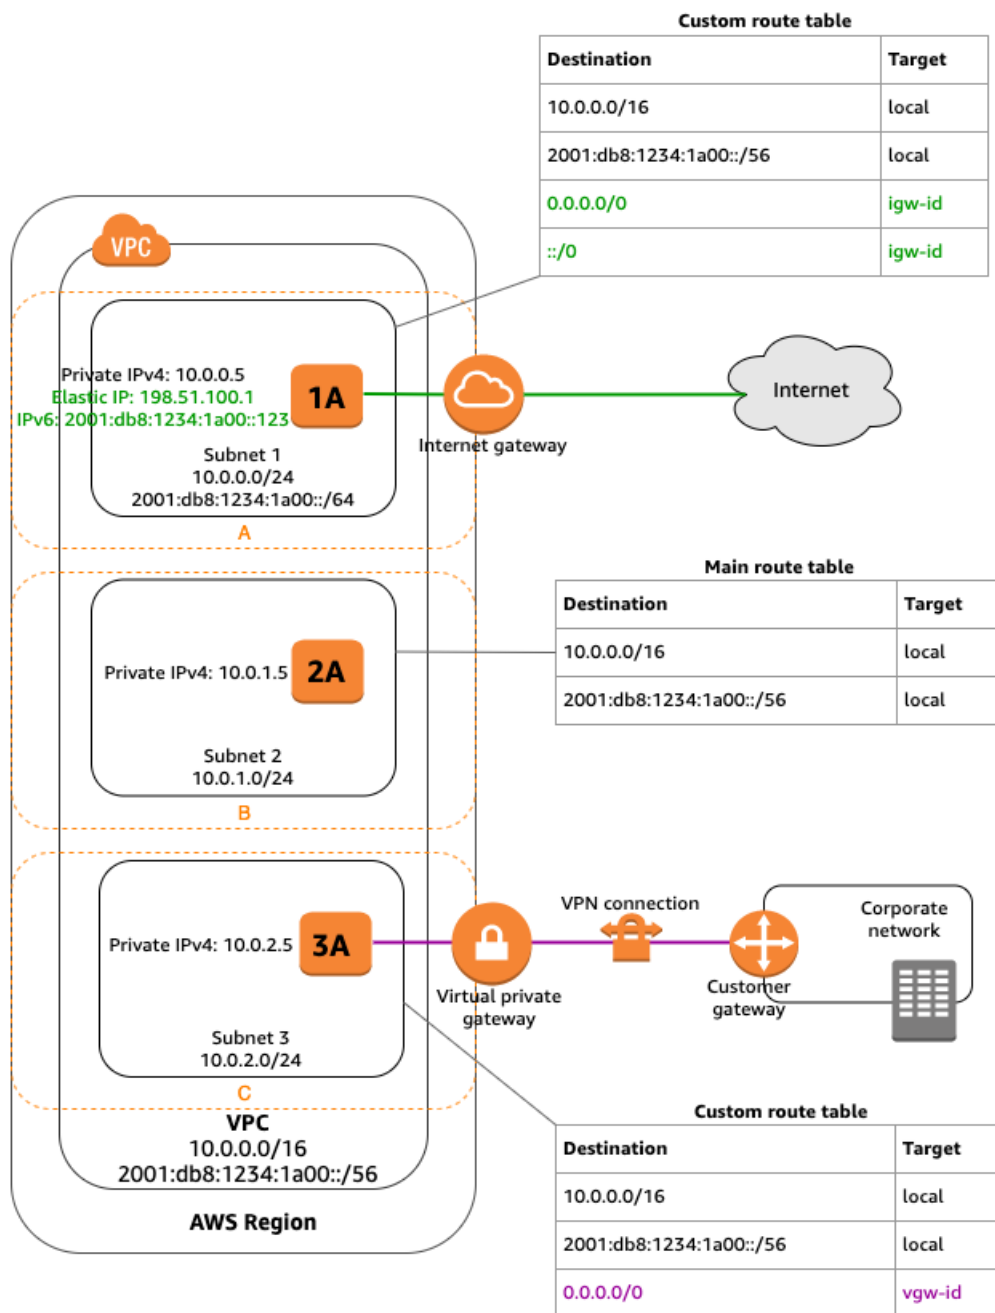 Custom route table
Destination Target
10.0.0.0/16 local
2001:db8:1234:1a00::/56 local
0.0.0.0/0 igw-id
::/0 igw-id
VPC
Private IPv4: 10.0.0.5
Elastic IP: 198.51.100.1
IPv6: 2001:db8:1234:1a00::123
1A
Subnet 1
10.0.0.0/24
2001:db8:1234:1a00::/64
A
Internet gateway
Internet
Main route table
Destination Target
10.0.0.0/16 local
2001:db8:1234:1a00::/56 local
Private IPv4: 10.0.1.5
2A
Subnet 2
10.0.1.0/24
B
Private IPv4: 10.0.2.5
3A
Subnet 3
10.0.2.0/24
C
Virtual private
gateway
VPN connection
Customer
gateway
Corporate
network
VPC
10.0.0.0/16
2001:db8:1234:1a00::/56
AWS Region
Custom route table
Destination Target
10.0.0.0/16 local
2001:db8:1234:1a00::/56 local
0.0.0.0/0 vgw-id